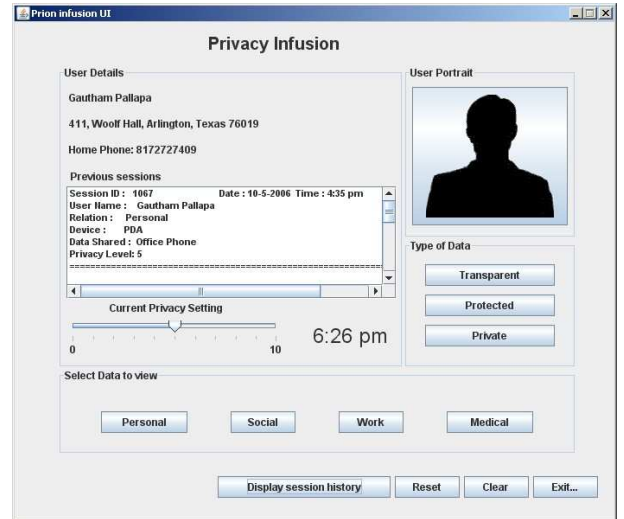 Prion infusion UI
Privacy Infusion
User Details
Gautham Pallapa
411, Woolf Hall, Arlington, Texas 76019
Home Phone: 8172727409
Previous sessions
Session ID : 1067 Date : 10-5-2006 Time : 4:35 pm
User Name : Gautham Pallapa
Relation : Personal
Device : PDA
Data Shared : Office Phone
Privacy Level: 5
==================================================
Current Privacy Setting
0 10
6:26 pm
User Portrait
Type of Data
Transparent
Protected
Private
Select Data to view
Personal Social Work Medical
Display session history Reset Clear Exit...